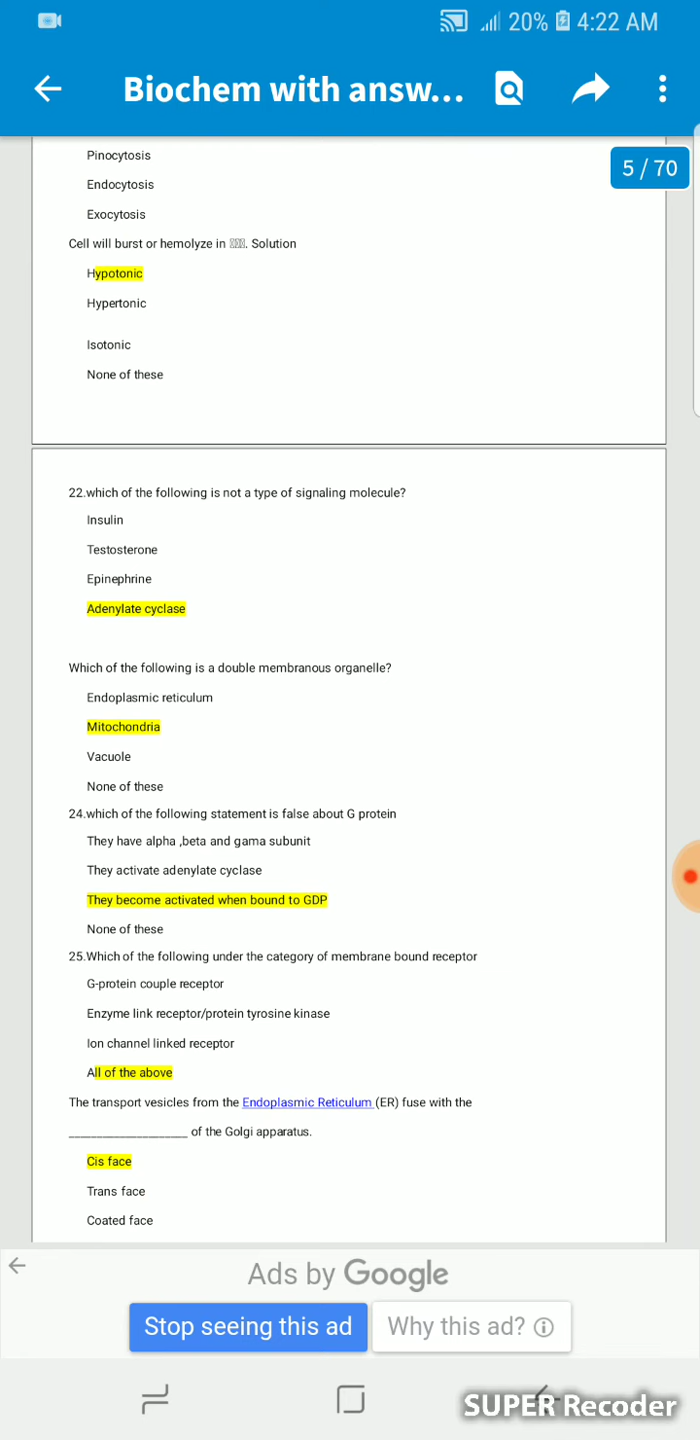 20% 4:22 AM
Biochem with answ...
5 / 70
Pinocytosis
Endocytosis
Exocytosis
Cell will burst or hemolyze in . Solution
Hypotonic
Hypertonic
Isotonic
None of these
22.which of the following is not a type of signaling molecule?
Insulin
Testosterone
Epinephrine
Adenylate cyclase
Which of the following is a double membranous organelle?
Endoplasmic reticulum
Mitochondria
Vacuole
None of these
24.which of the following statement is false about G protein
They have alpha ,beta and gama subunit
They activate adenylate cyclase
They become activated when bound to GDP
None of these
25.Which of the following under the category of membrane bound receptor
G-protein couple receptor
Enzyme link receptor/protein tyrosine kinase
Ion channel linked receptor
All of the above
The transport vesicles from the Endoplasmic Reticulum (ER) fuse with the
____________________ of the Golgi apparatus.
Cis face
Trans face
Coated face
Ads by Google
Stop seeing this ad
Why this ad?
SUPER Recoder